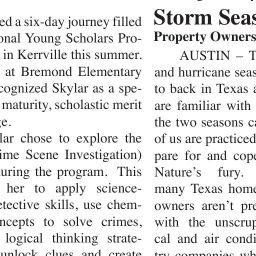 ed a six-day journey filled
onal Young Scholars Pro-
in Kerrville this summer.
at Bremond Elementary
cognized Skylar as a spe-
maturity, scholastic merit
ge.
lar chose to explore the
ime Scene Investigation)
uring the program. This
her to apply science-
etective skills, use chem-
ncepts to solve crimes,
logical thinking strate-
unlock clues and create
Storm Seas
Property Owners
AUSTIN – T
and hurricane seas
to back in Texas a
are familiar with
the two seasons ca
of us are practiced
pare for and cope
Nature's fury.
many Texas home
owners aren't pre
with the unscrup
cal and air condi
try companies wh